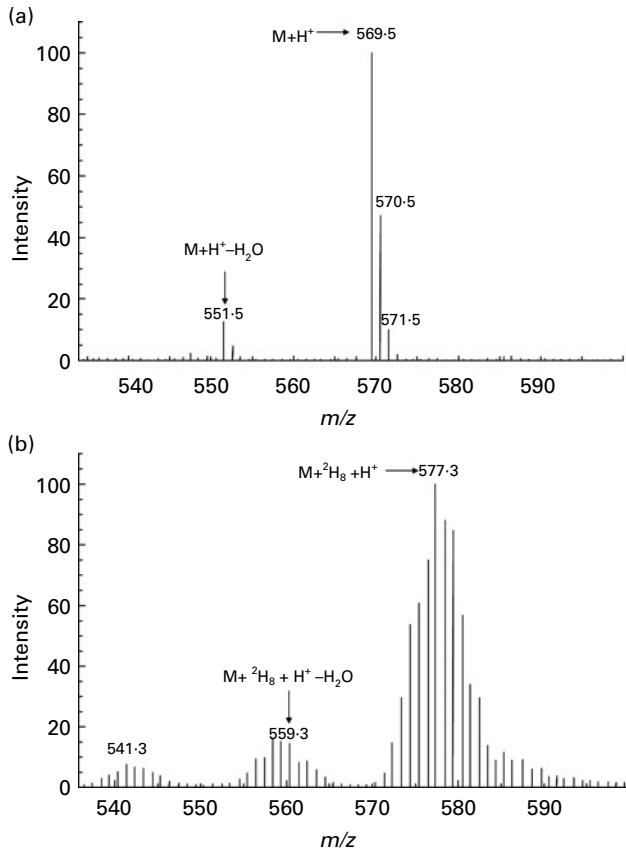 (a)
M+H⁺ → 569·5
100
80
60
40
20
0
Intensity
570·5
571·5
M+H⁺–H₂O
551·5
540 550 560 570 580 590
m/z
(b)
M+²H₈ +H⁺ → 577·3
100
80
60
40
20
0
Intensity
M+ ²H₈ + H⁺ –H₂O
559·3
541·3
540 550 560 570 580 590
m/z